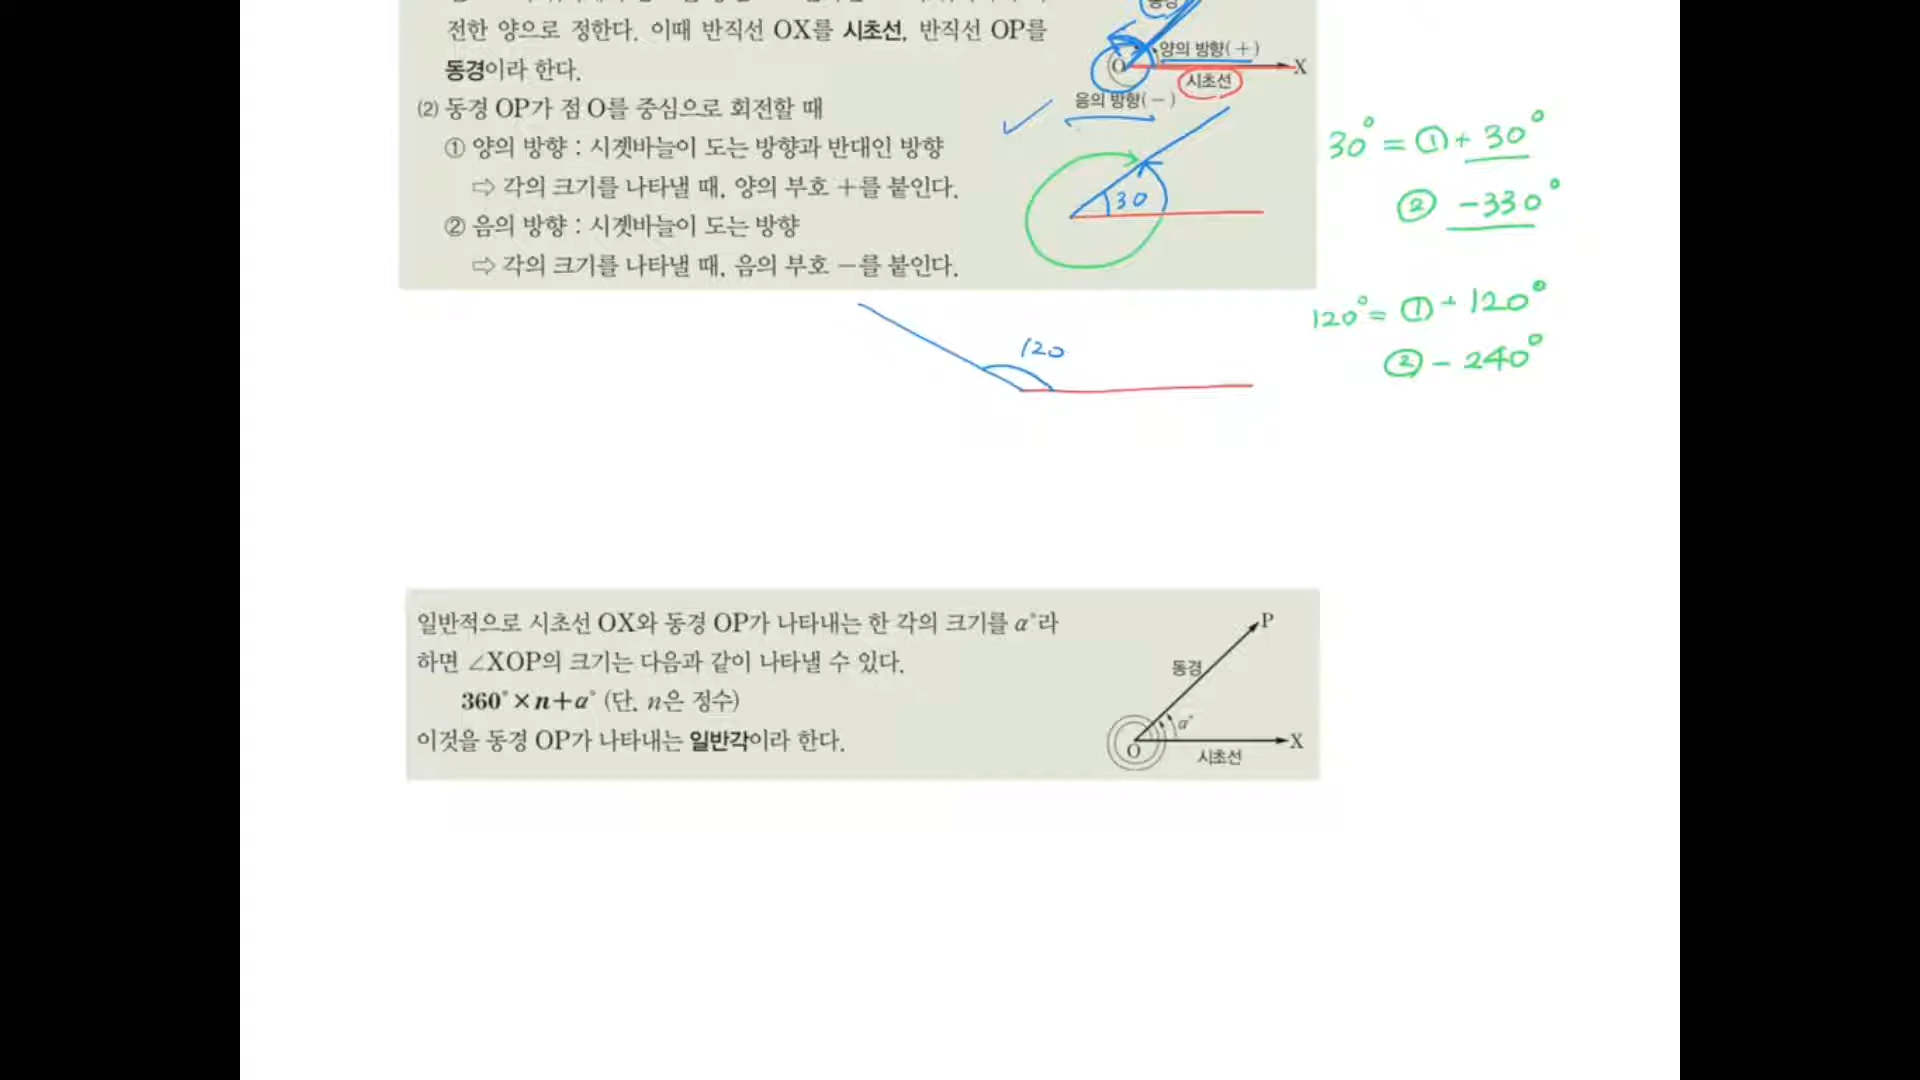 전한 양으로 정한다. 이때 반직선 OX를 시초선, 반직선 OP를
동경이라 한다.
동경
양의 방향(+)
O
X
시초선
음의 방향(-)
(2) 동경 OP가 점 O를 중심으로 회전할 때
① 양의 방향 : 시곗바늘이 도는 방향과 반대인 방향
⇨ 각의 크기를 나타낼 때, 양의 부호 +를 붙인다.
② 음의 방향 : 시곗바늘이 도는 방향
⇨ 각의 크기를 나타낼 때, 음의 부호 -를 붙인다.
30
30° = ① + 30°
② -330°
120
120° = ① + 120°
② - 240°
일반적으로 시초선 OX와 동경 OP가 나타내는 한 각의 크기를 α°라
하면 ∠XOP의 크기는 다음과 같이 나타낼 수 있다.
360°×n+α° (단, n은 정수)
이것을 동경 OP가 나타내는 일반각이라 한다.
P
동경
α°
O
X
시초선